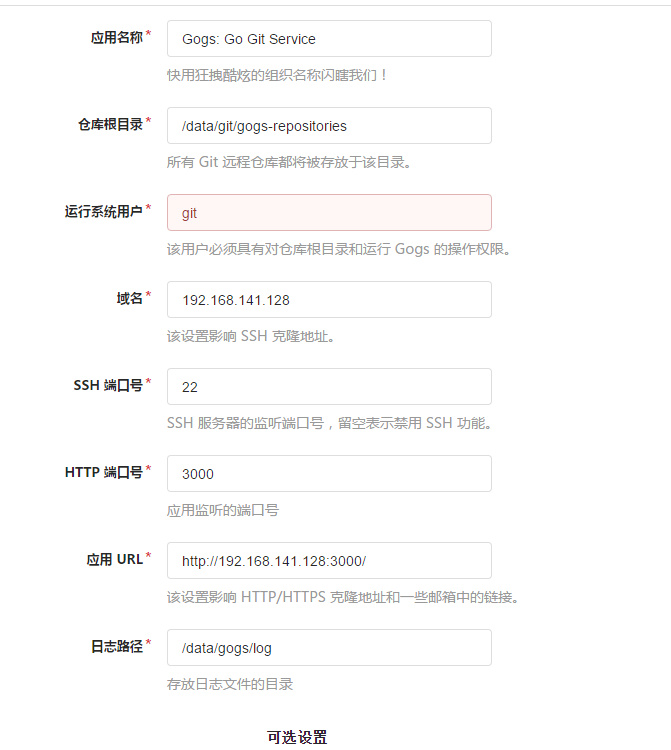 应用名称*
Gogs: Go Git Service
快用狂拽酷炫的组织名称闪瞎我们！
仓库根目录*
/data/git/gogs-repositories
所有 Git 远程仓库都将被存放于该目录。
运行系统用户*
git
该用户必须具有对仓库根目录和运行 Gogs 的操作权限。
域名*
192.168.141.128
该设置影响 SSH 克隆地址。
SSH 端口号*
22
SSH 服务器的监听端口号，留空表示禁用 SSH 功能。
HTTP 端口号*
3000
应用监听的端口号
应用 URL*
http://192.168.141.128:3000/
该设置影响 HTTP/HTTPS 克隆地址和一些邮箱中的链接。
日志路径*
/data/gogs/log
存放日志文件的目录
可选设置